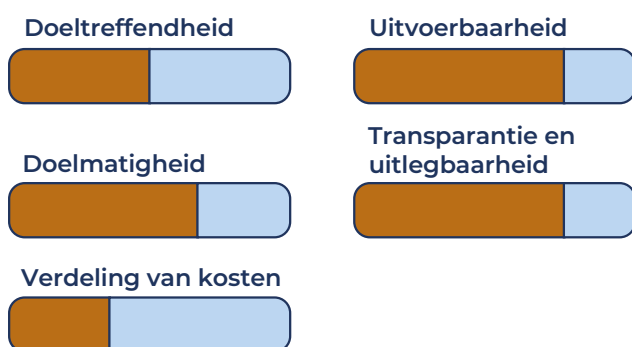 Doeltreffendheid
Uitvoerbaarheid
Doelmatigheid
Transparantie en
uitlegbaarheid
Verdeling van kosten